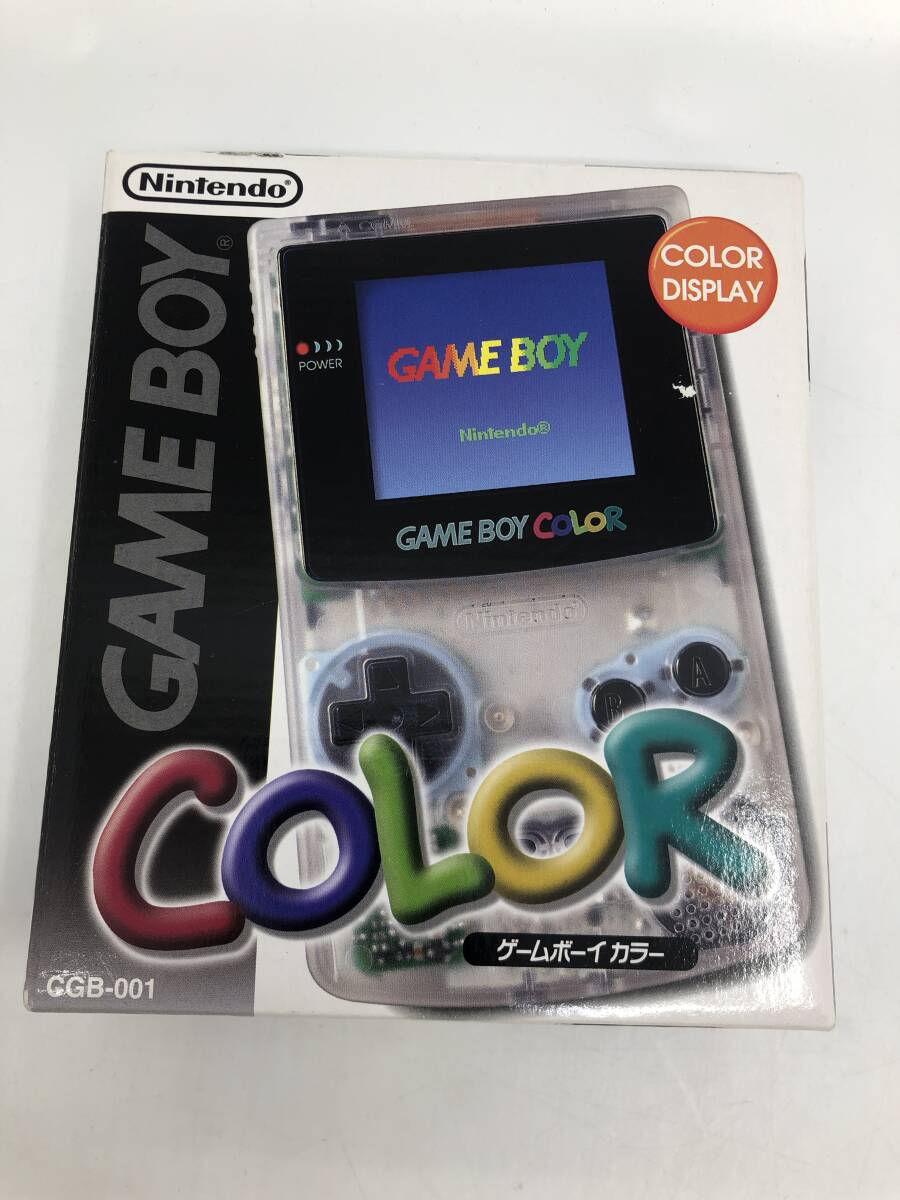 Nintendo®
GAME BOY®
COLOR
DISPLAY
POWER
GAME BOY
Nintendo®
GAME BOY COLOR
Nintendo
A
B
COLOR
ゲームボーイ カラー
CGB-001